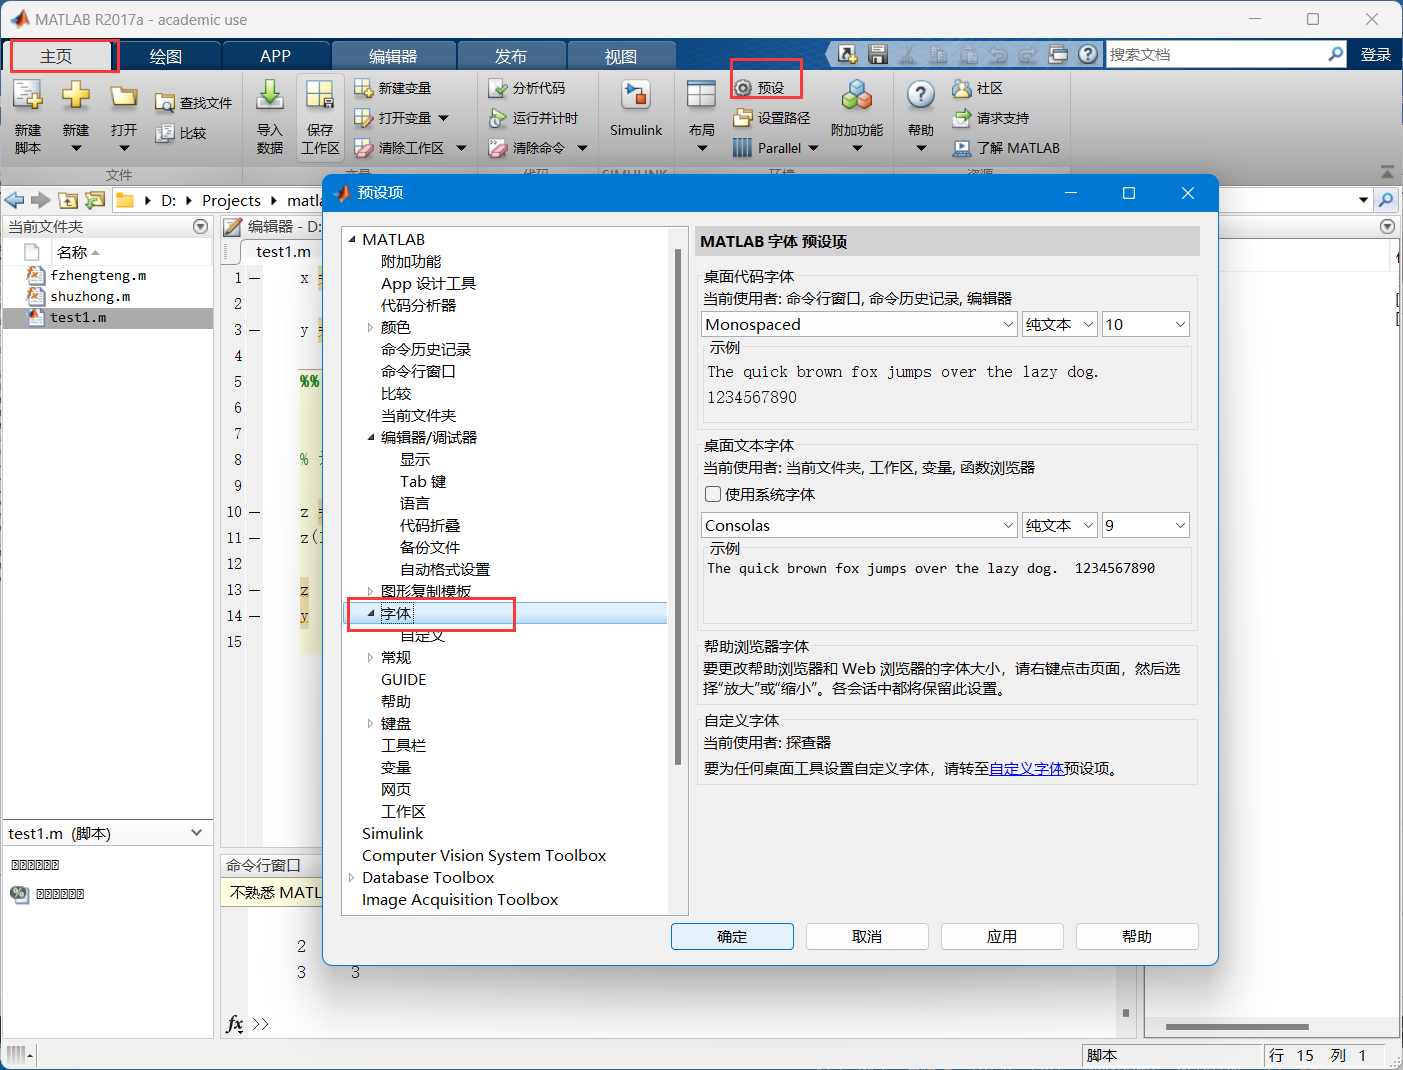 MATLAB R2017a - academic use
主页
绘图
APP
编辑器
发布
视图
搜索文档
登录
新建
脚本
新建
打开
查找文件
比较
导入
数据
保存
工作区
新建变量
打开变量
清除工作区
分析代码
运行并计时
清除命令
Simulink
布局
预设
设置路径
Parallel
附加功能
帮助
社区
请求支持
了解 MATLAB
文件
D:
Projects
当前文件夹
名称
fzhengteng.m
shuzhong.m
test1.m
编辑器 - D:
test1.m
1 — x
2
3 — y
4
5 %%
6
7
8 %
9
10 — z
11 — z(
12
13 — z
14 — y
15
test1.m (脚本)
命令行窗口
不熟悉 MATL
2
3 3
fx >>
脚本
行 15 列 1
预设项
MATLAB
附加功能
App 设计工具
代码分析器
颜色
命令历史记录
命令行窗口
比较
当前文件夹
编辑器/调试器
显示
Tab 键
语言
代码折叠
备份文件
自动格式设置
图形复制模板
字体
自定义
常规
GUIDE
帮助
键盘
工具栏
变量
网页
工作区
Simulink
Computer Vision System Toolbox
Database Toolbox
Image Acquisition Toolbox
MATLAB 字体 预设项
桌面代码字体
当前使用者: 命令行窗口, 命令历史记录, 编辑器
Monospaced 纯文本 10
示例
The quick brown fox jumps over the lazy dog.
1234567890
桌面文本字体
当前使用者: 当前文件夹, 工作区, 变量, 函数浏览器
使用系统字体
Consolas 纯文本 9
示例
The quick brown fox jumps over the lazy dog. 1234567890
帮助浏览器字体
要更改帮助浏览器和 Web 浏览器的字体大小，请右键点击页面，然后选
择“放大”或“缩小”。各会话中都将保留此设置。
自定义字体
当前使用者: 探查器
要为任何桌面工具设置自定义字体，请转至自定义字体预设项。
确定
取消
应用
帮助